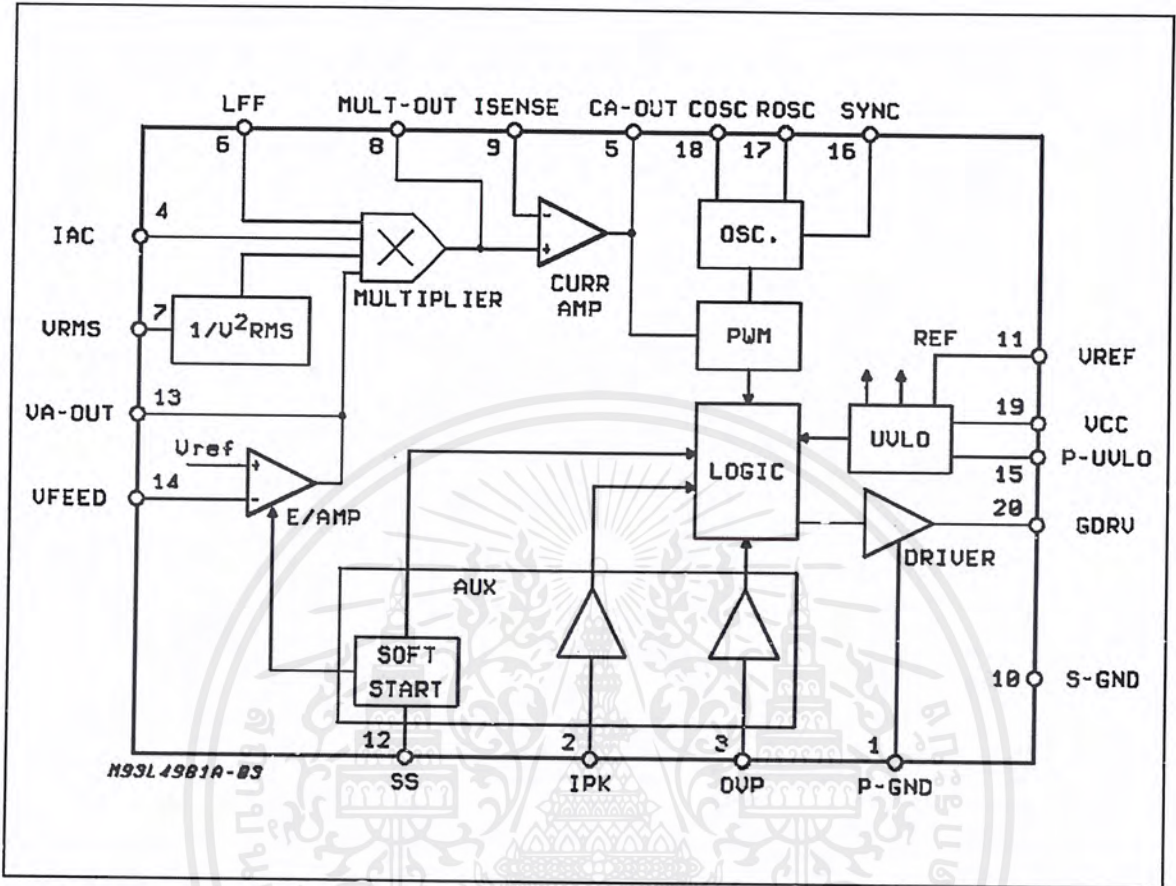 LFF MULT-OUT ISENSE CA-OUT COSC ROSC SYNC
6 8 9 5 18 17 16
IAC 4
MULTIPLIER
CURR
AMP
OSC.
VRMS 7
1/V²RMS
PWM
REF 11 VREF
VA-OUT 13
UVLO
19 VCC
15 P-UVLO
Vref
VFEED 14
E/AMP
LOGIC
20 GDRV
DRIVER
AUX
SOFT
START
10 S-GND
12 2 3 1
SS IPK OVP P-GND
M93L4981A-03